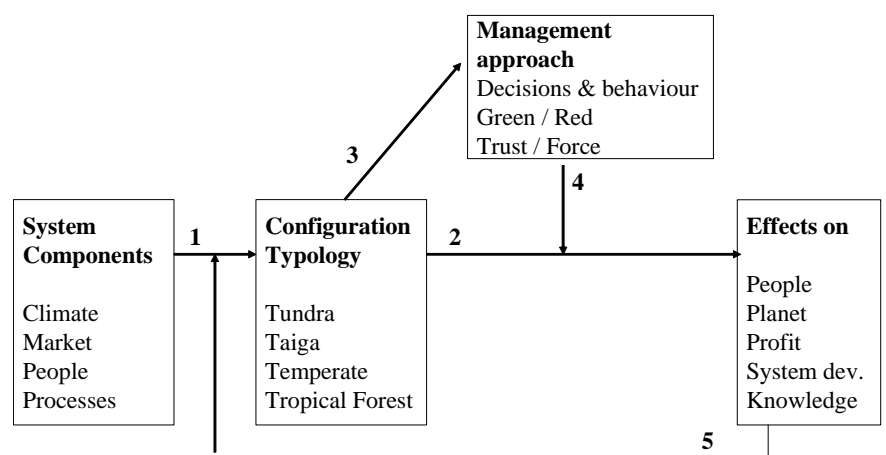 Management
approach
Decisions & behaviour
Green / Red
Trust / Force
3
4
System
Components
Climate
Market
People
Processes
1
Configuration
Typology
Tundra
Taiga
Temperate
Tropical Forest
2
Effects on
People
Planet
Profit
System dev.
Knowledge
5